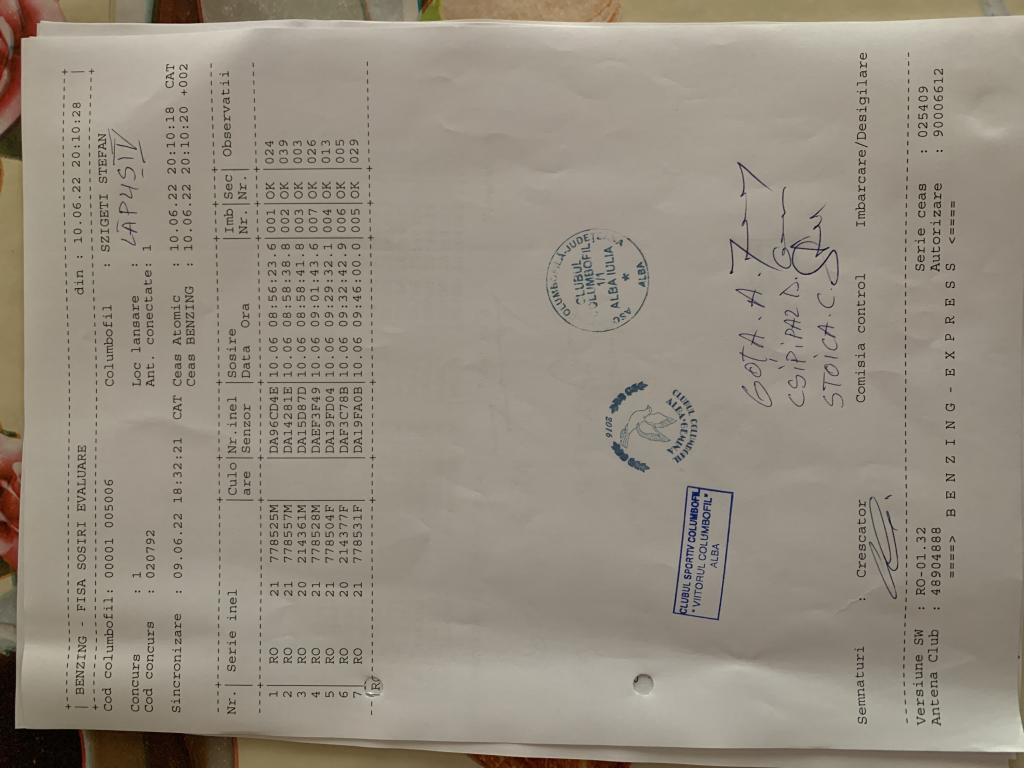 BENZING - FISA SOSIRI EVALUARE din : 10.06.22 20:10:28
Cod columbofil: 00001 005006 Columbofil : SZIGETI STEFAN
Concurs : 1 Loc lansare : LAPUS IV
Cod concurs : 020792 Ant. conectate: 1
Sincronizare : 09.06.22 18:32:21 CAT Ceas Atomic : 10.06.22 20:10:18 CAT
Ceas BENZING : 10.06.22 20:10:20 +002
Nr.| Serie inel |Culo|Nr.inel |Sosire |Imb|Sec| Observatii
|are |Senzor |Data Ora |Nr.|Nr.|
1 | RO 21 778525M | |DA96CD4E|10.06 08:56:23.6|001|OK |024
2 | RO 21 778557M | |DA14281E|10.06 08:58:38.8|002|OK |039
3 | RO 20 214361M | |DA15D87D|10.06 08:58:41.8|003|OK |003
4 | RO 21 778528M | |DAEF3F49|10.06 09:01:43.6|007|OK |026
5 | RO 21 778504F | |DA19FD04|10.06 09:29:32.1|004|OK |013
6 | RO 20 214377F | |DAF3C78B|10.06 09:32:42.9|006|OK |005
7 | RO 21 778531F | |DA19FA0B|10.06 09:46:00.0|005|OK |029
CLUBUL
COLUMBOFIL
1/1
ALBA IULIA
*
ALBA
CLUBUL COLUMBOFIL
2016
CLUBUL SPORTIV COLUMBOFIL
"VIITORUL COLUMBOFIL"
ALBA
GOTA. A.
CSIPIPAZ D.
STOICA. C.
Semnaturi : Crescator Comisia control Imbarcare/Desigilare
Versiune SW : RO-01.32 Serie ceas : 025409
Antena Club : 48904888 Autorizare : 90006612
====> B E N Z I N G - E X P R E S S <====